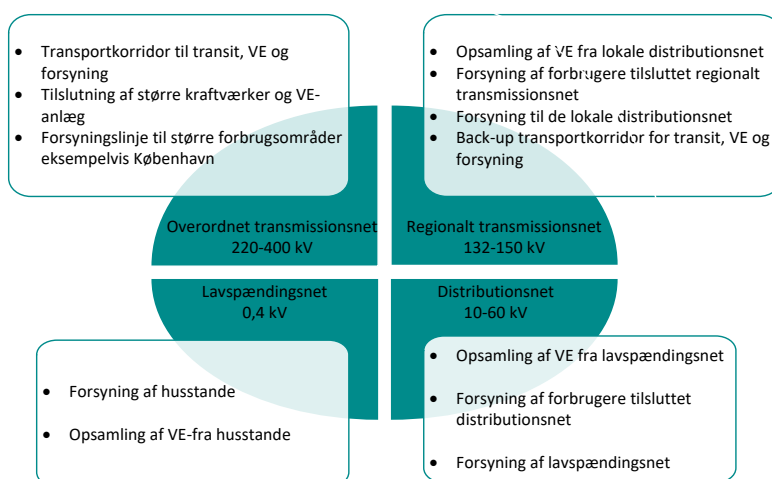 • Transportkorridor til transit, VE og
forsyning
• Tilslutning af større kraftværker og VE-
anlæg
• Forsyningslinje til større forbrugsområder
eksempelvis København
• Opsamling af VE fra lokale distributionsnet
• Forsyning af forbrugere tilsluttet regionalt
transmissionsnet
• Forsyning til de lokale distributionsnet
• Back-up transportkorridor for transit, VE og
forsyning
Overordnet transmissionsnet
220-400 kV
Regionalt transmissionsnet
132-150 kV
Lavspændingsnet
0,4 kV
Distributionsnet
10-60 kV
• Forsyning af husstande
• Opsamling af VE-fra husstande
• Opsamling af VE fra lavspændingsnet
• Forsyning af forbrugere tilsluttet
distributionsnet
• Forsyning af lavspændingsnet